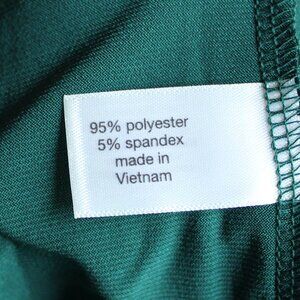 95% polyester
5% spandex
made in
Vietnam